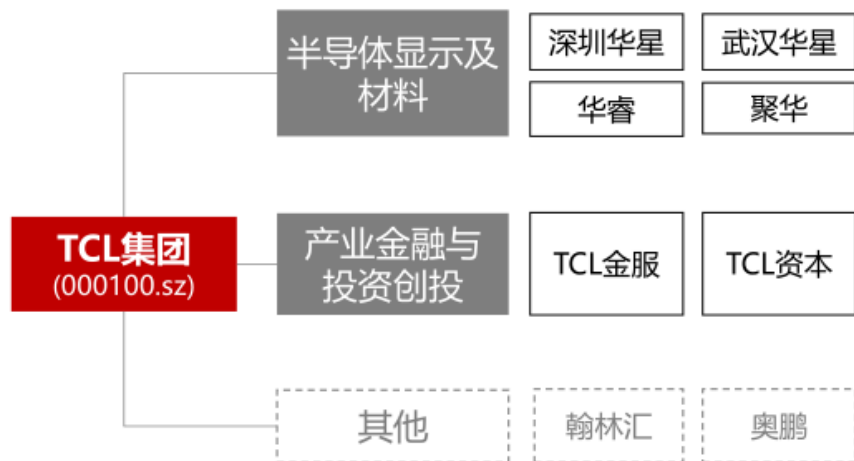 半导体显示及
材料
深圳华星
武汉华星
华睿
聚华
TCL集团
(000100.sz)
产业金融与
投资创投
TCL金服
TCL资本
其他
翰林汇
奥鹏